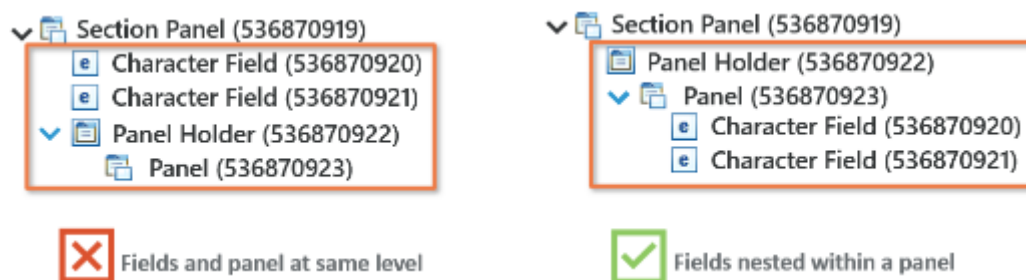 Section Panel (536870919)
Character Field (536870920)
Character Field (536870921)
Panel Holder (536870922)
Panel (536870923)
Fields and panel at same level
Section Panel (536870919)
Panel Holder (536870922)
Panel (536870923)
Character Field (536870920)
Character Field (536870921)
Fields nested within a panel